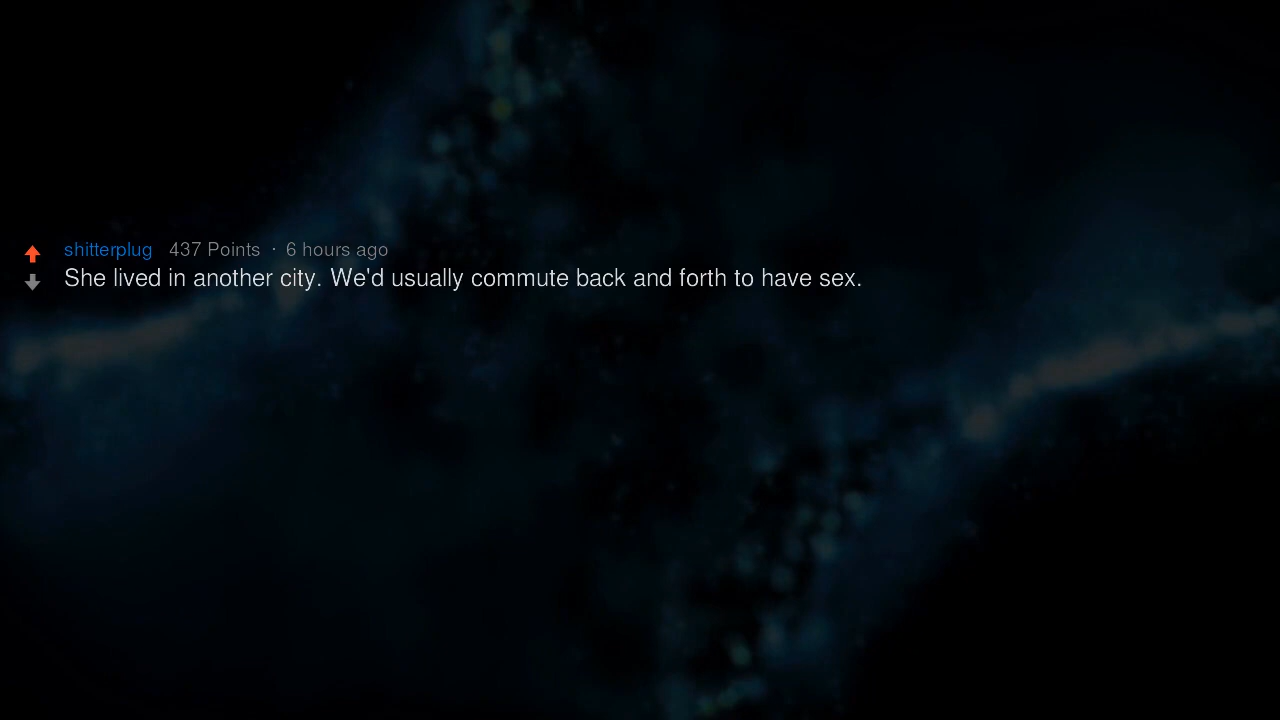 shitterplug 437 Points · 6 hours ago
She lived in another city. We'd usually commute back and forth to have sex.